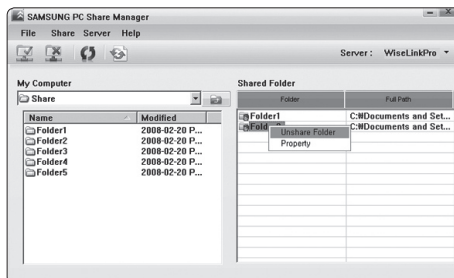 SAMSUNG PC Share Manager
File Share Server Help
Server : WiseLinkPro
My Computer
Share
Name Modified
Folder1 2008-02-20 P...
Folder2 2008-02-20 P...
Folder3 2008-02-20 P...
Folder4 2008-02-20 P...
Folder5 2008-02-20 P...
Shared Folder
Folder Full Path
Folder1 C:₩Documents and Set...
C:₩Documents and Set...
Unshare Folder
Property